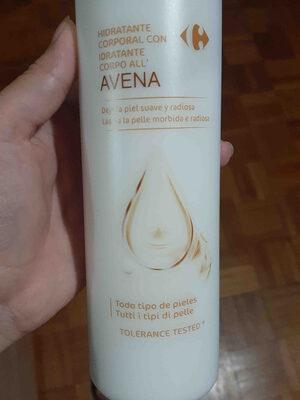 HIDRATANTE
CORPORAL CON
IDRATANTE
CORPO ALL'
AVENA
piel suave y radiosa
la pelle morbida e radiosa
Todo tipo de pieles
Tutti i tipi di pelle
TOLERANCE TESTED*